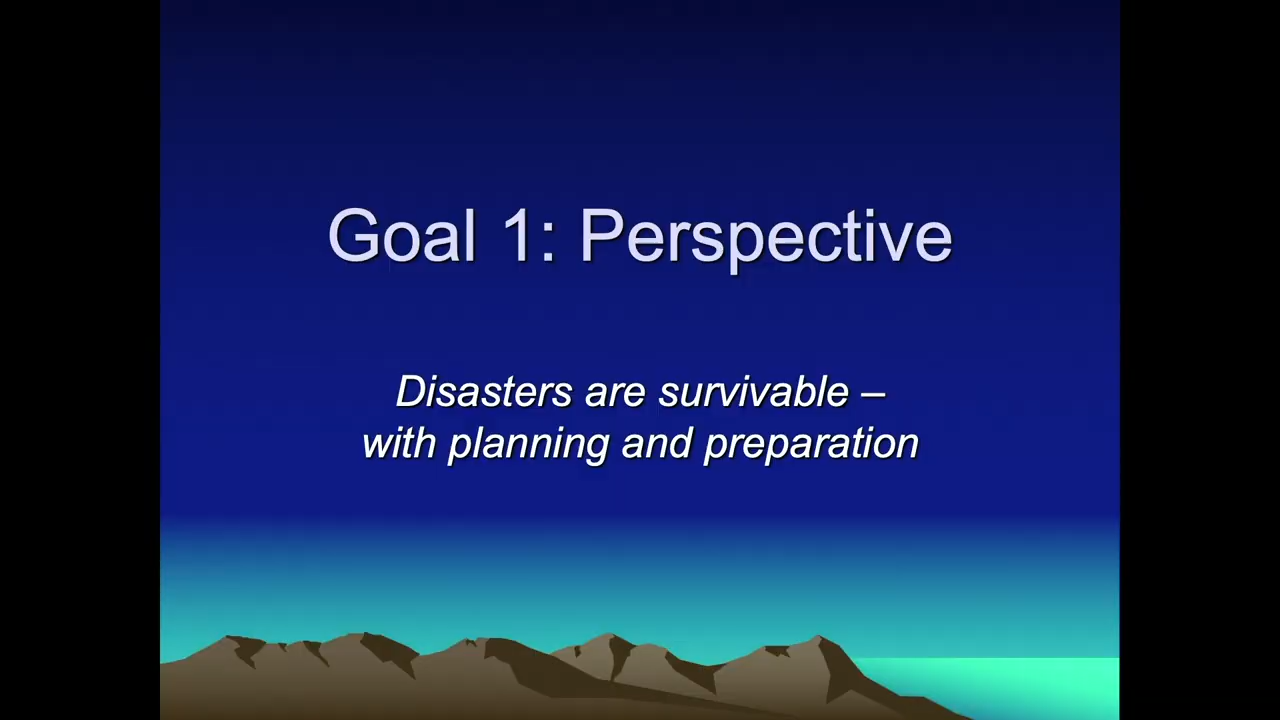 Goal 1: Perspective
Disasters are survivable –
with planning and preparation